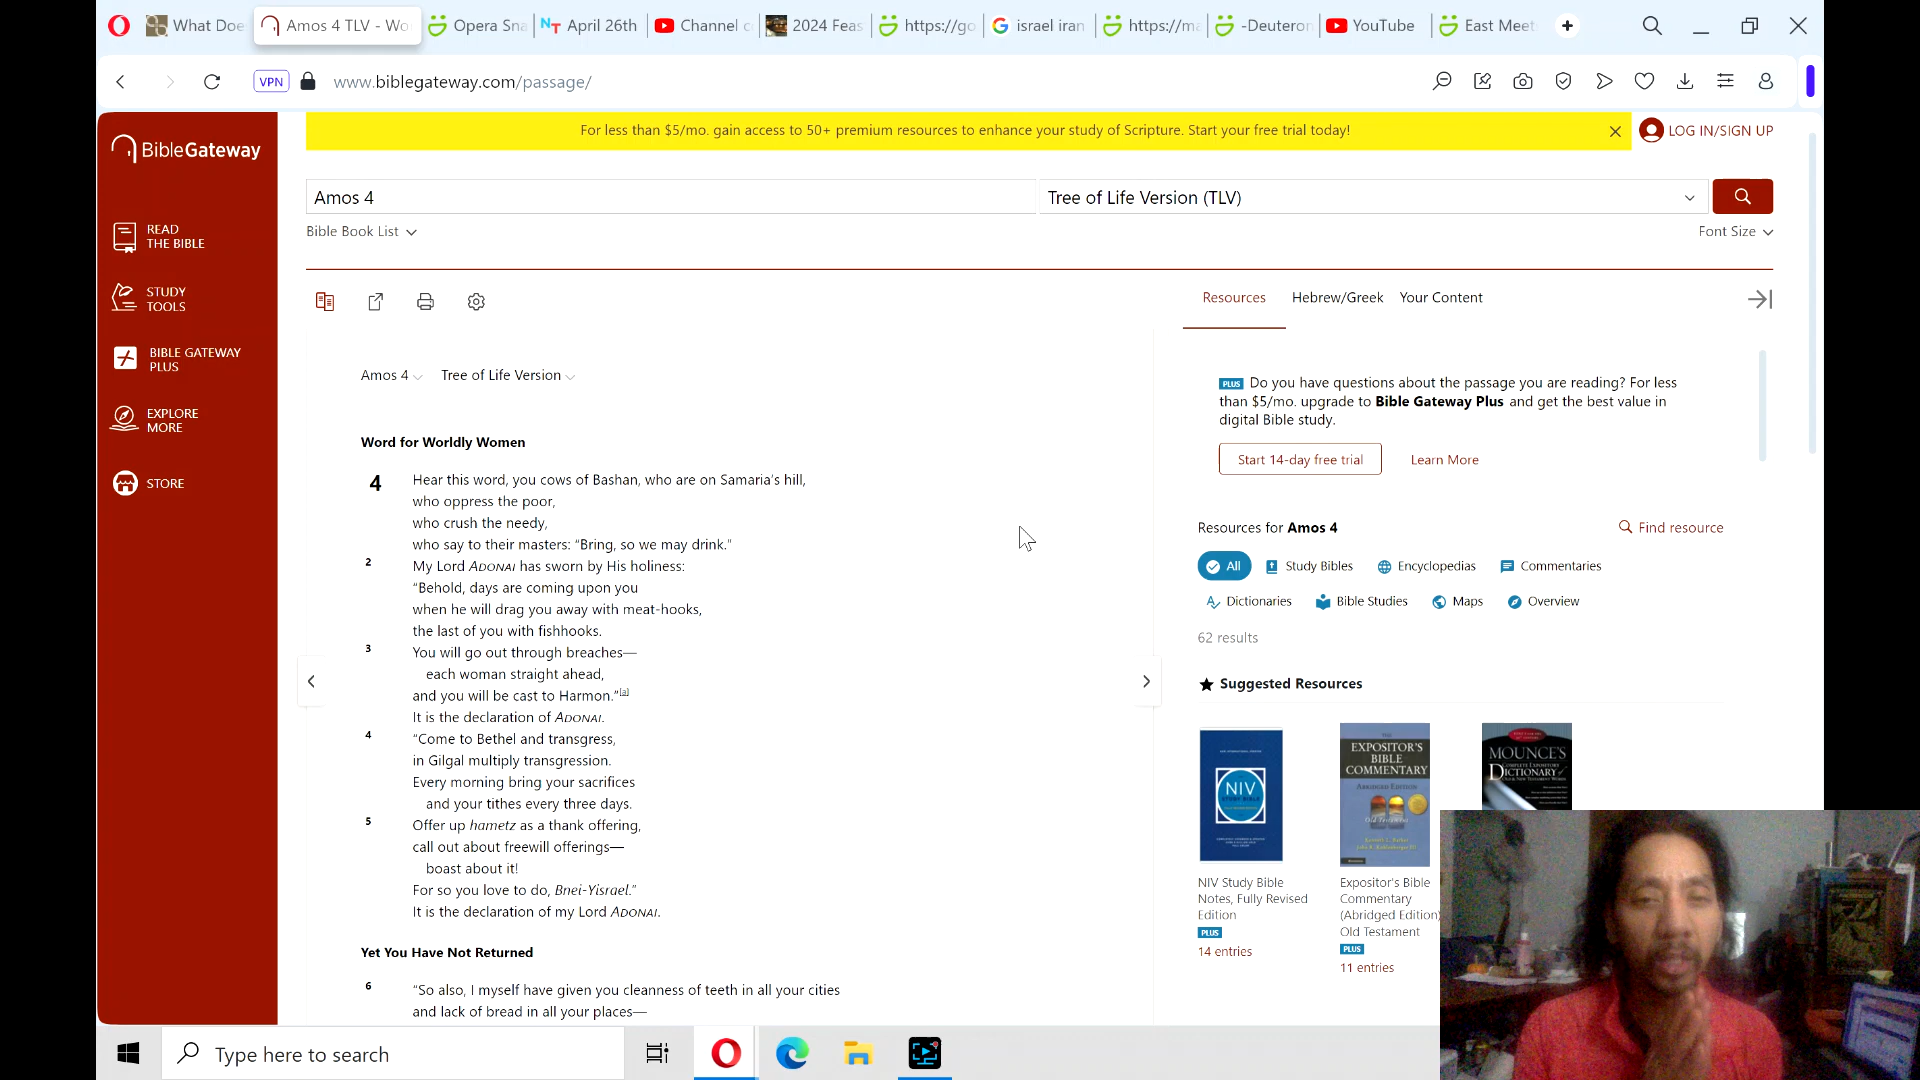 What Doe
Amos 4 TLV - Wo
Opera Sna
April 26th
Channel c
2024 Feas
https://go
israel iran
https://ma
-Deuteron
YouTube
East Meet
VPN
www.biblegateway.com/passage/
For less than $5/mo. gain access to 50+ premium resources to enhance your study of Scripture. Start your free trial today!
LOG IN/SIGN UP
BibleGateway
READ
THE BIBLE
STUDY
TOOLS
BIBLE GATEWAY
PLUS
EXPLORE
MORE
STORE
Amos 4
Tree of Life Version (TLV)
Bible Book List
Font Size
Amos 4
Tree of Life Version
Word for Worldly Women
4 Hear this word, you cows of Bashan, who are on Samaria's hill,
who oppress the poor,
who crush the needy,
who say to their masters: “Bring, so we may drink.”
2 My Lord ADONAI has sworn by His holiness:
“Behold, days are coming upon you
when he will drag you away with meat-hooks,
the last of you with fishhooks.
3 You will go out through breaches—
each woman straight ahead,
and you will be cast to Harmon.”[a]
It is the declaration of ADONAI.
4 “Come to Bethel and transgress,
in Gilgal multiply transgression.
Every morning bring your sacrifices
and your tithes every three days.
5 Offer up hametz as a thank offering,
call out about freewill offerings—
boast about it!
For so you love to do, Bnei-Yisrael.”
It is the declaration of my Lord ADONAI.
Yet You Have Not Returned
6 “So also, I myself have given you cleanness of teeth in all your cities
and lack of bread in all your places—
Resources
Hebrew/Greek
Your Content
PLUS Do you have questions about the passage you are reading? For less
than $5/mo. upgrade to Bible Gateway Plus and get the best value in
digital Bible study.
Start 14-day free trial
Learn More
Resources for Amos 4
Find resource
All
Study Bibles
Encyclopedias
Commentaries
Dictionaries
Bible Studies
Maps
Overview
62 results
Suggested Resources
NIV
EXPOSITOR'S
BIBLE
COMMENTARY
ABRIDGED EDITION
Old Testament
MOUNCE'S
DICTIONARY
NIV Study Bible
Notes, Fully Revised
Edition
PLUS
14 entries
Expositor's Bible
Commentary
(Abridged Edition)
Old Testament
PLUS
11 entries
Type here to search